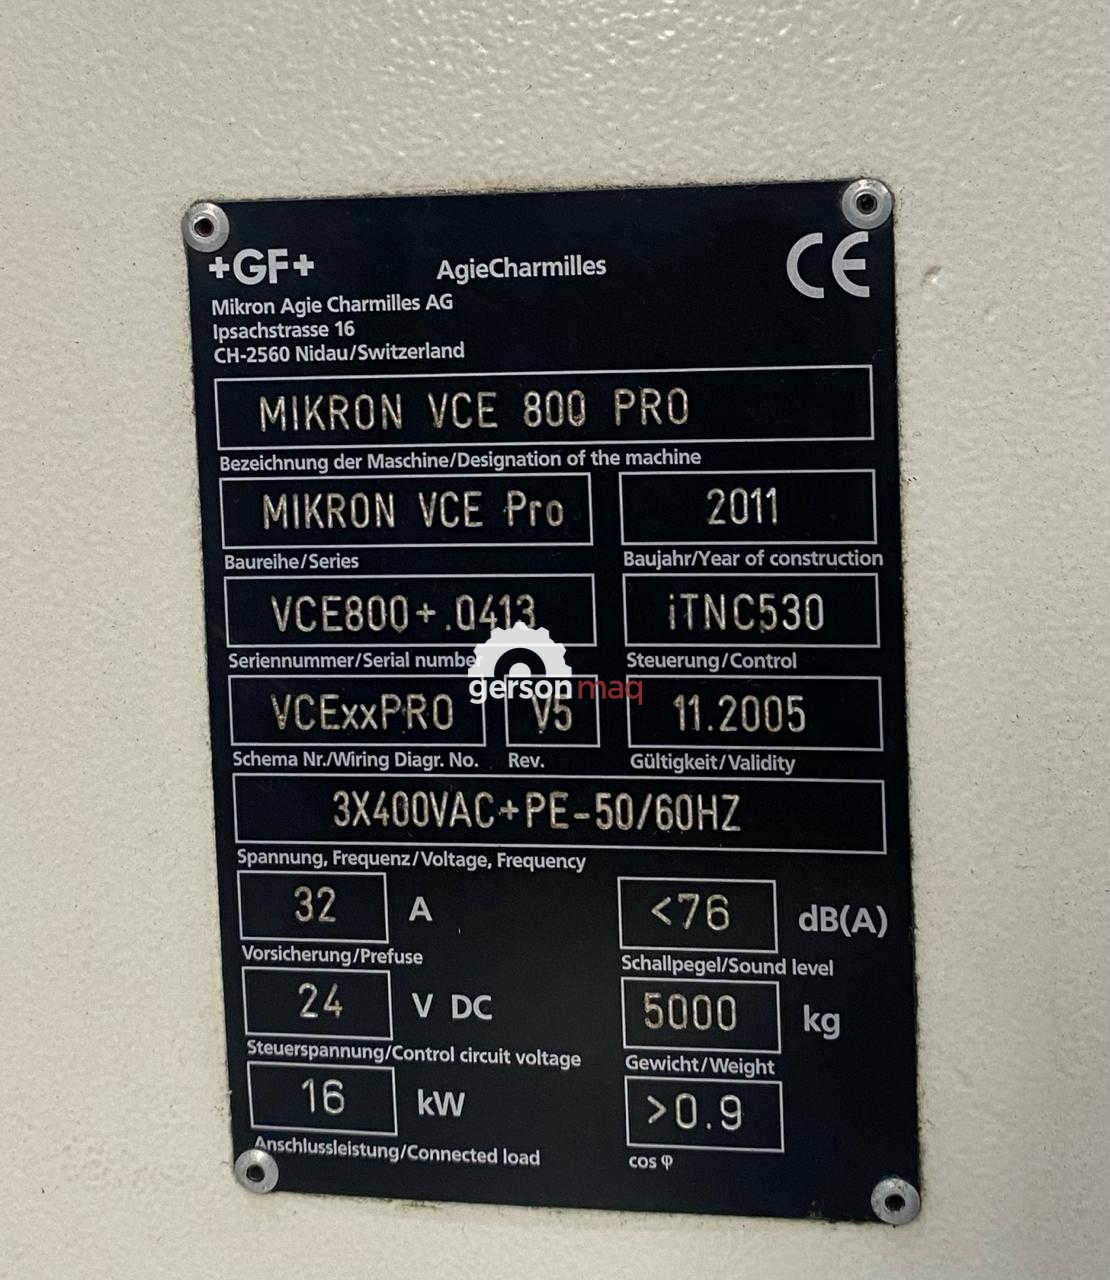 +GF+ AgieCharmilles CE
Mikron Agie Charmilles AG
Ipsachstrasse 16
CH-2560 Nidau/Switzerland
MIKRON VCE 800 PRO
Bezeichnung der Maschine/Designation of the machine
MIKRON VCE Pro 2011
Baureihe/Series Baujahr/Year of construction
VCE800+.0413 iTNC530
Seriennummer/Serial number Steuerung/Control
gerson maq
VCExxPRO V5 11.2005
Schema Nr./Wiring Diagr. No. Rev. Gültigkeit/Validity
3X400VAC+PE-50/60HZ
Spannung, Frequenz/Voltage, Frequency
32 A <76 dB(A)
Vorsicherung/Prefuse Schallpegel/Sound level
24 V DC 5000 kg
Steuerspannung/Control circuit voltage Gewicht/Weight
16 kW >0.9
Anschlussleistung/Connected load cos φ